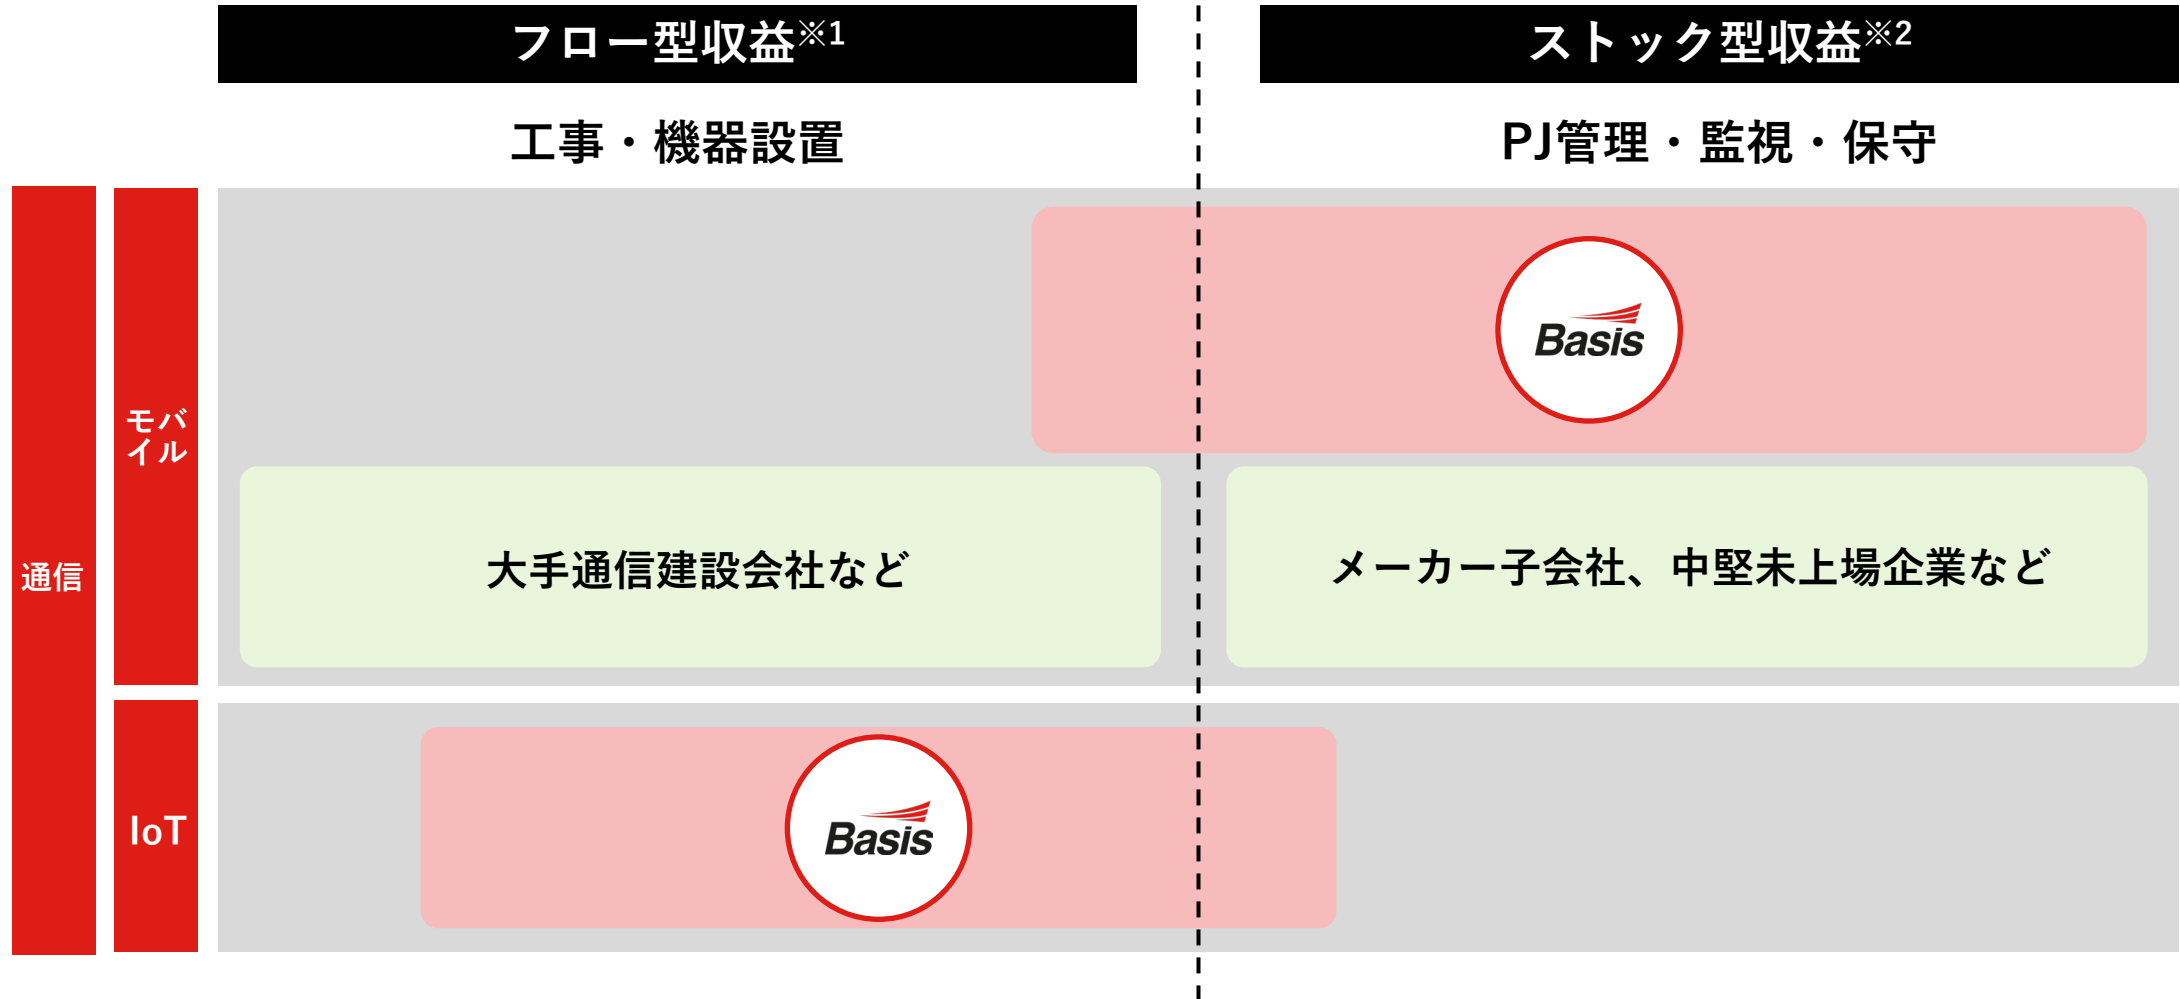 フロー型収益※1
ストック型収益※2
工事・機器設置
PJ管理・監視・保守
通信
モバ
イル
Basis
大手通信建設会社など
メーカー子会社、中堅未上場企業など
IoT
Basis